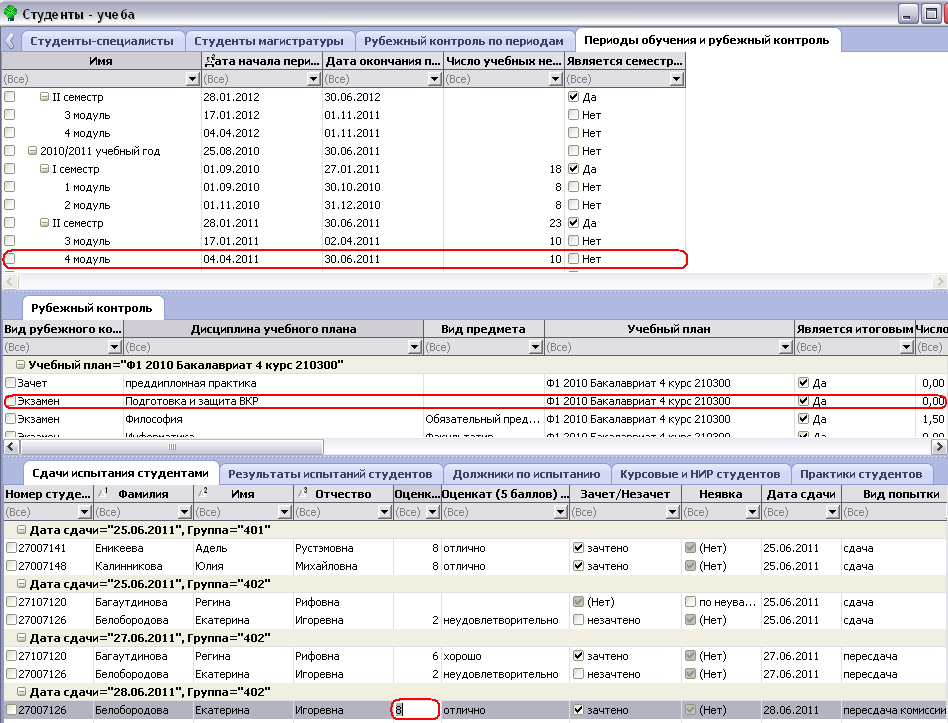 Студенты - учеба
Студенты-специалисты Студенты магистратуры Рубежный контроль по периодам Периоды обучения и рубежный контроль
Имя Дата начала пери... Дата окончания п... Число учебных не... Является семестр...
(Все) (Все) (Все) (Все) (Все)
II семестр 28.01.2012 30.06.2012 Да
3 модуль 17.01.2012 01.11.2011 Нет
4 модуль 04.04.2012 01.11.2011 Нет
2010/2011 учебный год 25.08.2010 30.06.2011 Нет
I семестр 01.09.2010 27.01.2011 18 Да
1 модуль 01.09.2010 30.10.2010 8 Нет
2 модуль 01.11.2010 31.12.2010 8 Нет
II семестр 28.01.2011 30.06.2011 23 Да
3 модуль 17.01.2011 02.04.2011 10 Нет
4 модуль 04.04.2011 30.06.2011 10 Нет
Рубежный контроль
Вид рубежного ко... Дисциплина учебного плана Вид предмета Учебный план Является итоговым Число
(Все) (Все) (Все) (Все) (Все) (Все)
Учебный план="Ф1 2010 Бакалавриат 4 курс 210300"
Зачет преддипломная практика Ф1 2010 Бакалавриат 4 курс 210300 Да 0,00
Экзамен Подготовка и защита ВКР Ф1 2010 Бакалавриат 4 курс 210300 Да 0,00
Экзамен Философия Обязательный пред... Ф1 2010 Бакалавриат 4 курс 210300 Да 1,50
Экзамен Информатика Факультатив Ф1 2010 Бакалавриат 4 курс 210300 Да
Сдачи испытания студентами Результаты испытаний студентов Должники по испытанию Курсовые и НИР студентов Практики студентов
Номер студе... 1 Фамилия 2 Имя 3 Отчество Оценк... Оценкат (5 баллов) ... Зачет/Незачет Неявка Дата сдачи Вид попытки
(Все) (Все) (Все) (Все) (Все) (Все) (Все) (Все) (Все) (Все)
Дата сдачи="25.06.2011", Группа="401"
27007141 Еникеева Адель Рустэмовна 8 отлично зачтено (Нет) 25.06.2011 сдача
27007148 Калинникова Юлия Михайловна 8 отлично зачтено (Нет) 25.06.2011 сдача
Дата сдачи="25.06.2011", Группа="402"
27107120 Багаутдинова Регина Рифовна (Нет) по неува... 25.06.2011 сдача
27007126 Белобородова Екатерина Игоревна 2 неудовлетворительно незачтено (Нет) 25.06.2011 сдача
Дата сдачи="27.06.2011", Группа="402"
27107120 Багаутдинова Регина Рифовна 6 хорошо зачтено (Нет) 27.06.2011 пересдача
27007126 Белобородова Екатерина Игоревна 2 неудовлетворительно незачтено (Нет) 27.06.2011 пересдача
Дата сдачи="28.06.2011", Группа="402"
27007126 Белобородова Екатерина Игоревна 8 отлично зачтено (Нет) 28.06.2011 пересдача комиссии